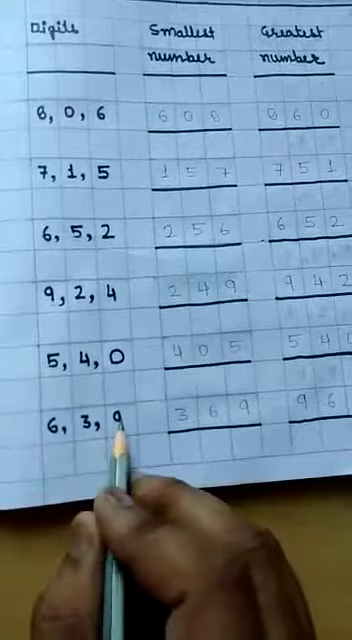 Digits Smallest number Greatest number
8, 0, 6 608 860
7, 1, 5 157 751
6, 5, 2 256 652
9, 2, 4 249 942
5, 4, 0 405 540
6, 3, 9 369 96